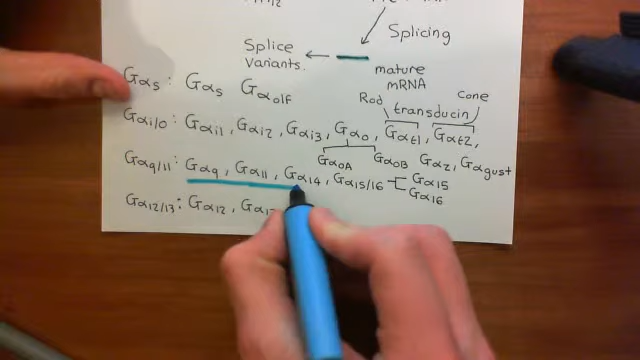 Splicing
Splice variants.
mature mRNA
Gαs: Gαs Gαolf
Rod Cone
transducin
Gαi/o: Gαi1, Gαi2, Gαi3, Gαo, Gαt1, Gαt2,
GαoA GαoB Gαz, Gαgust
Gαq/11: Gαq, Gα11, Gα14, Gα15/16 Gα15
Gα16
Gα12/13: Gα12, Gα1